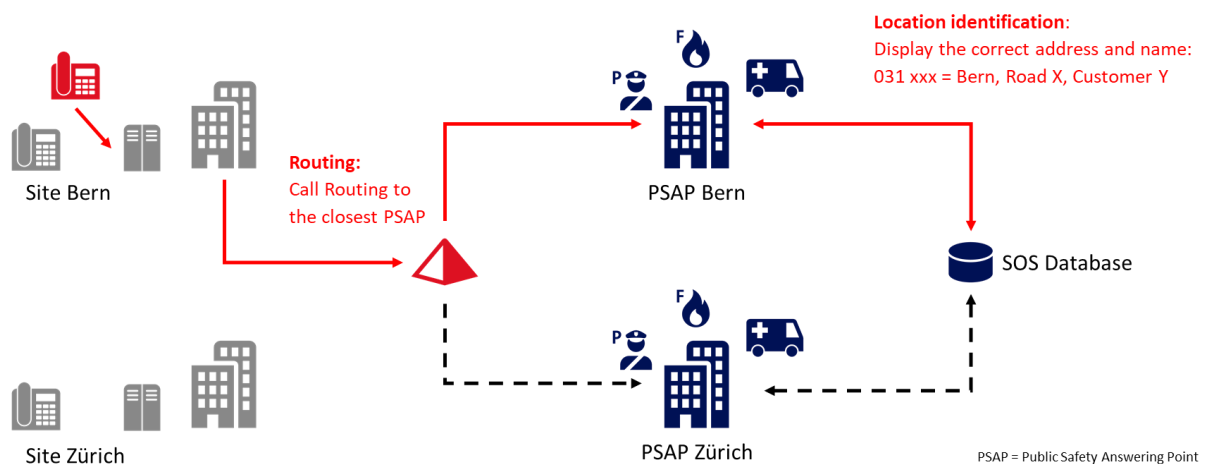 Location identification:
Display the correct address and name:
031 xxx = Bern, Road X, Customer Y
F
P
Site Bern
Routing:
Call Routing to
the closest PSAP
PSAP Bern
SOS Database
F
P
Site Zürich
PSAP Zürich
PSAP = Public Safety Answering Point